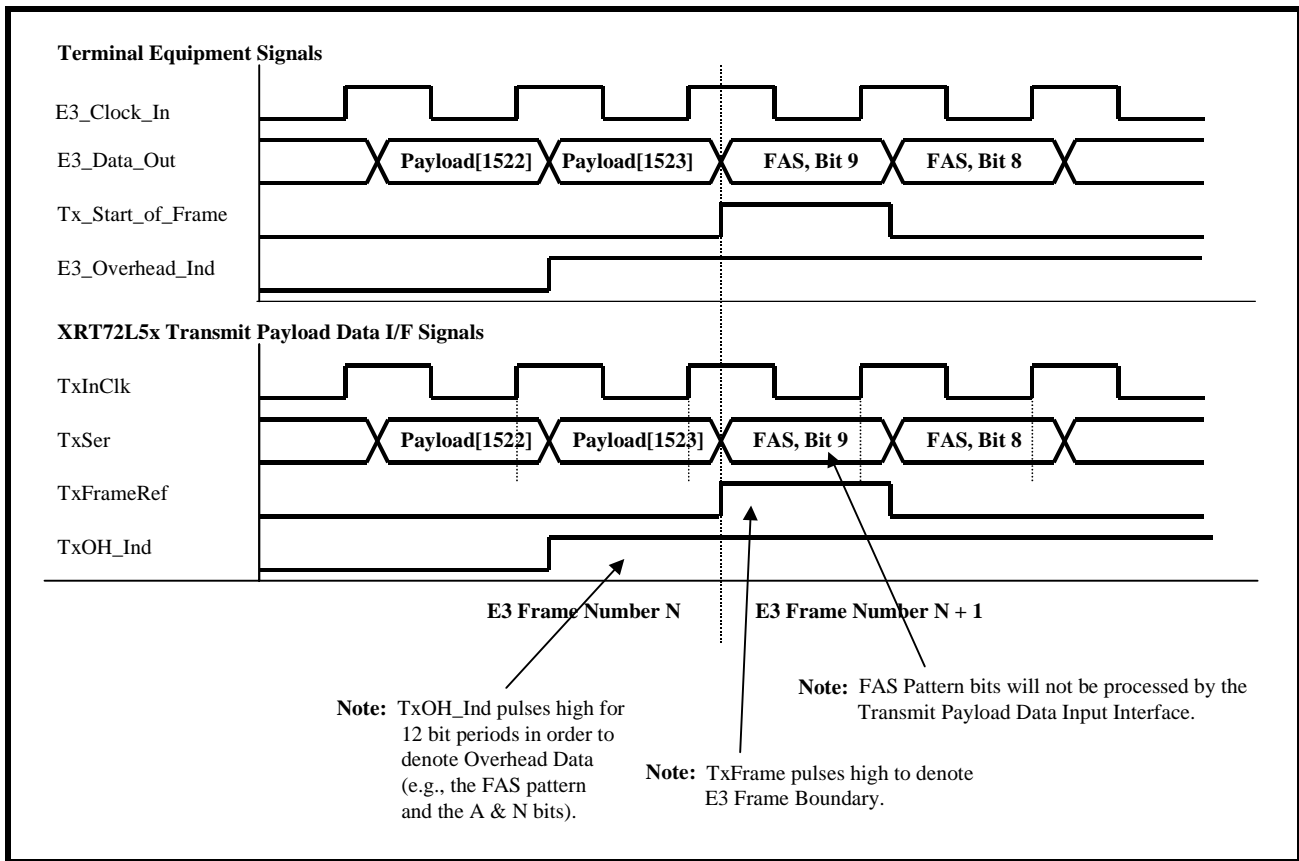 Terminal Equipment Signals
E3_Clock_In
E3_Data_Out
Payload[1522]
Payload[1523]
FAS, Bit 9
FAS, Bit 8
Tx_Start_of_Frame
E3_Overhead_Ind
XRT72L5x Transmit Payload Data I/F Signals
TxInClk
TxSer
Payload[1522]
Payload[1523]
FAS, Bit 9
FAS, Bit 8
TxFrameRef
TxOH_Ind
E3 Frame Number N
E3 Frame Number N + 1
Note: FAS Pattern bits will not be processed by the
Transmit Payload Data Input Interface.
Note: TxOH_Ind pulses high for
12 bit periods in order to
denote Overhead Data
(e.g., the FAS pattern
and the A & N bits).
Note: TxFrame pulses high to denote
E3 Frame Boundary.